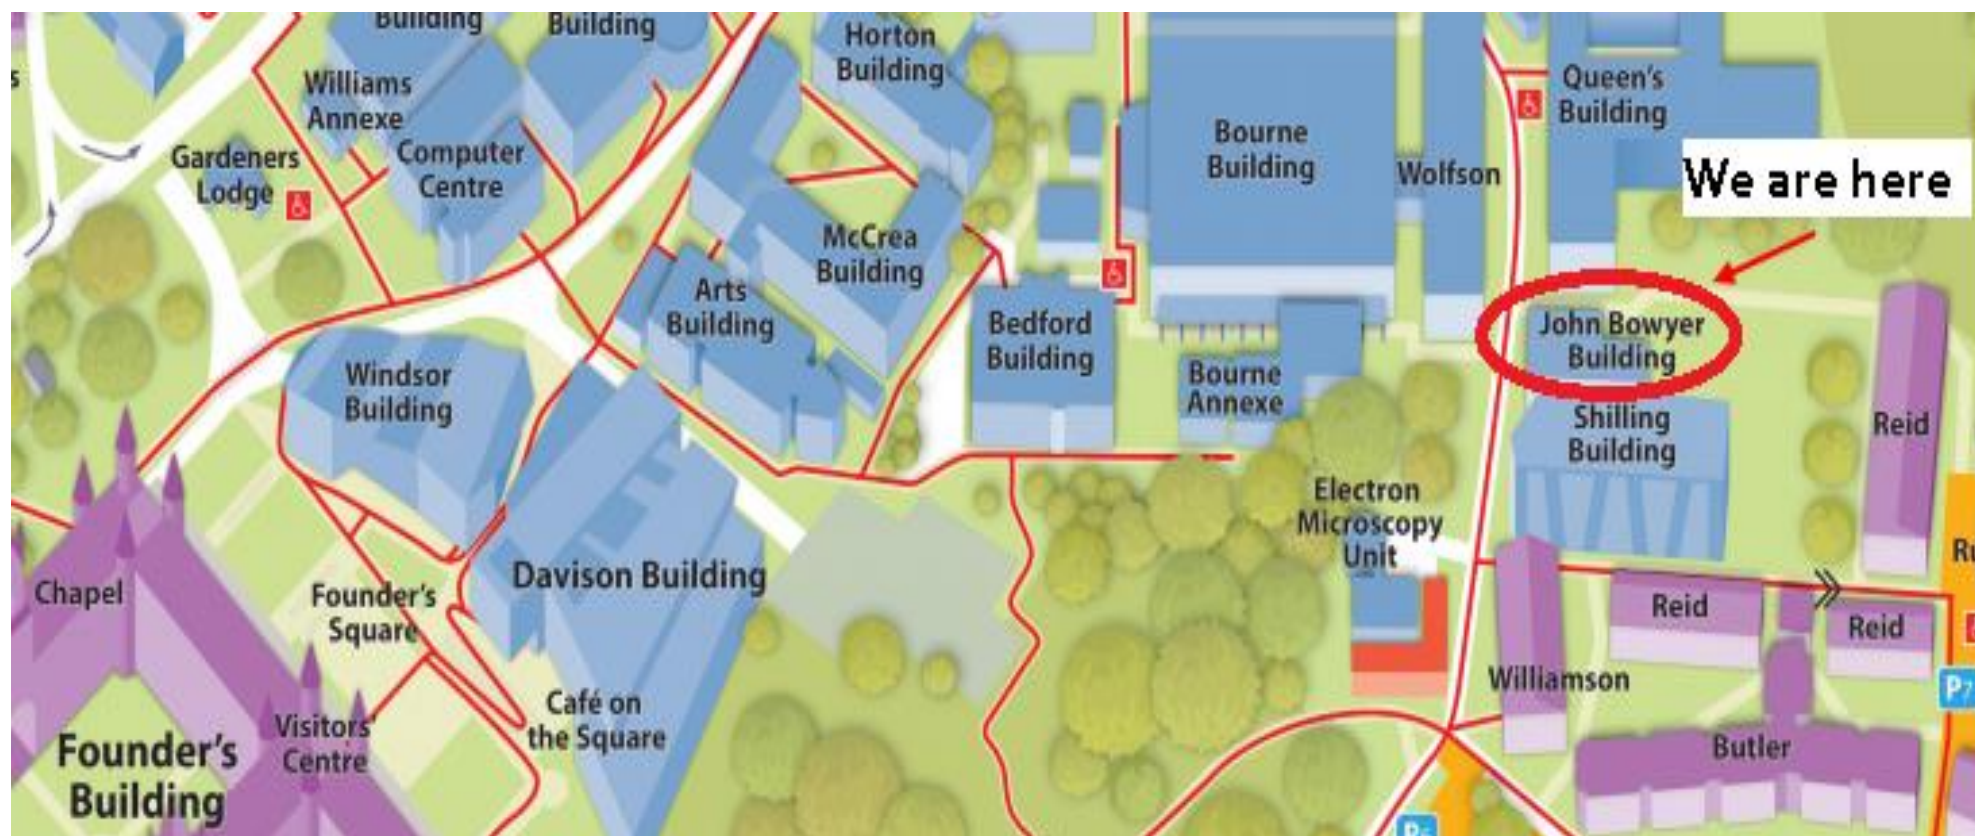 Building
Building
Horton
Building
Williams
Annexe
Queen's
Building
Bourne
Building
Gardeners
Lodge
Computer
Centre
Wolfson
We are here
McCrea
Building
Arts
Building
Bedford
Building
John Bowyer
Building
Windsor
Building
Bourne
Annexe
Shilling
Building
Reid
Electron
Microscopy
Unit
Chapel
Founder's
Square
Davison Building
Reid
Reid
Williamson
P7
Café on
the Square
Visitors'
Centre
Founder's
Building
Butler